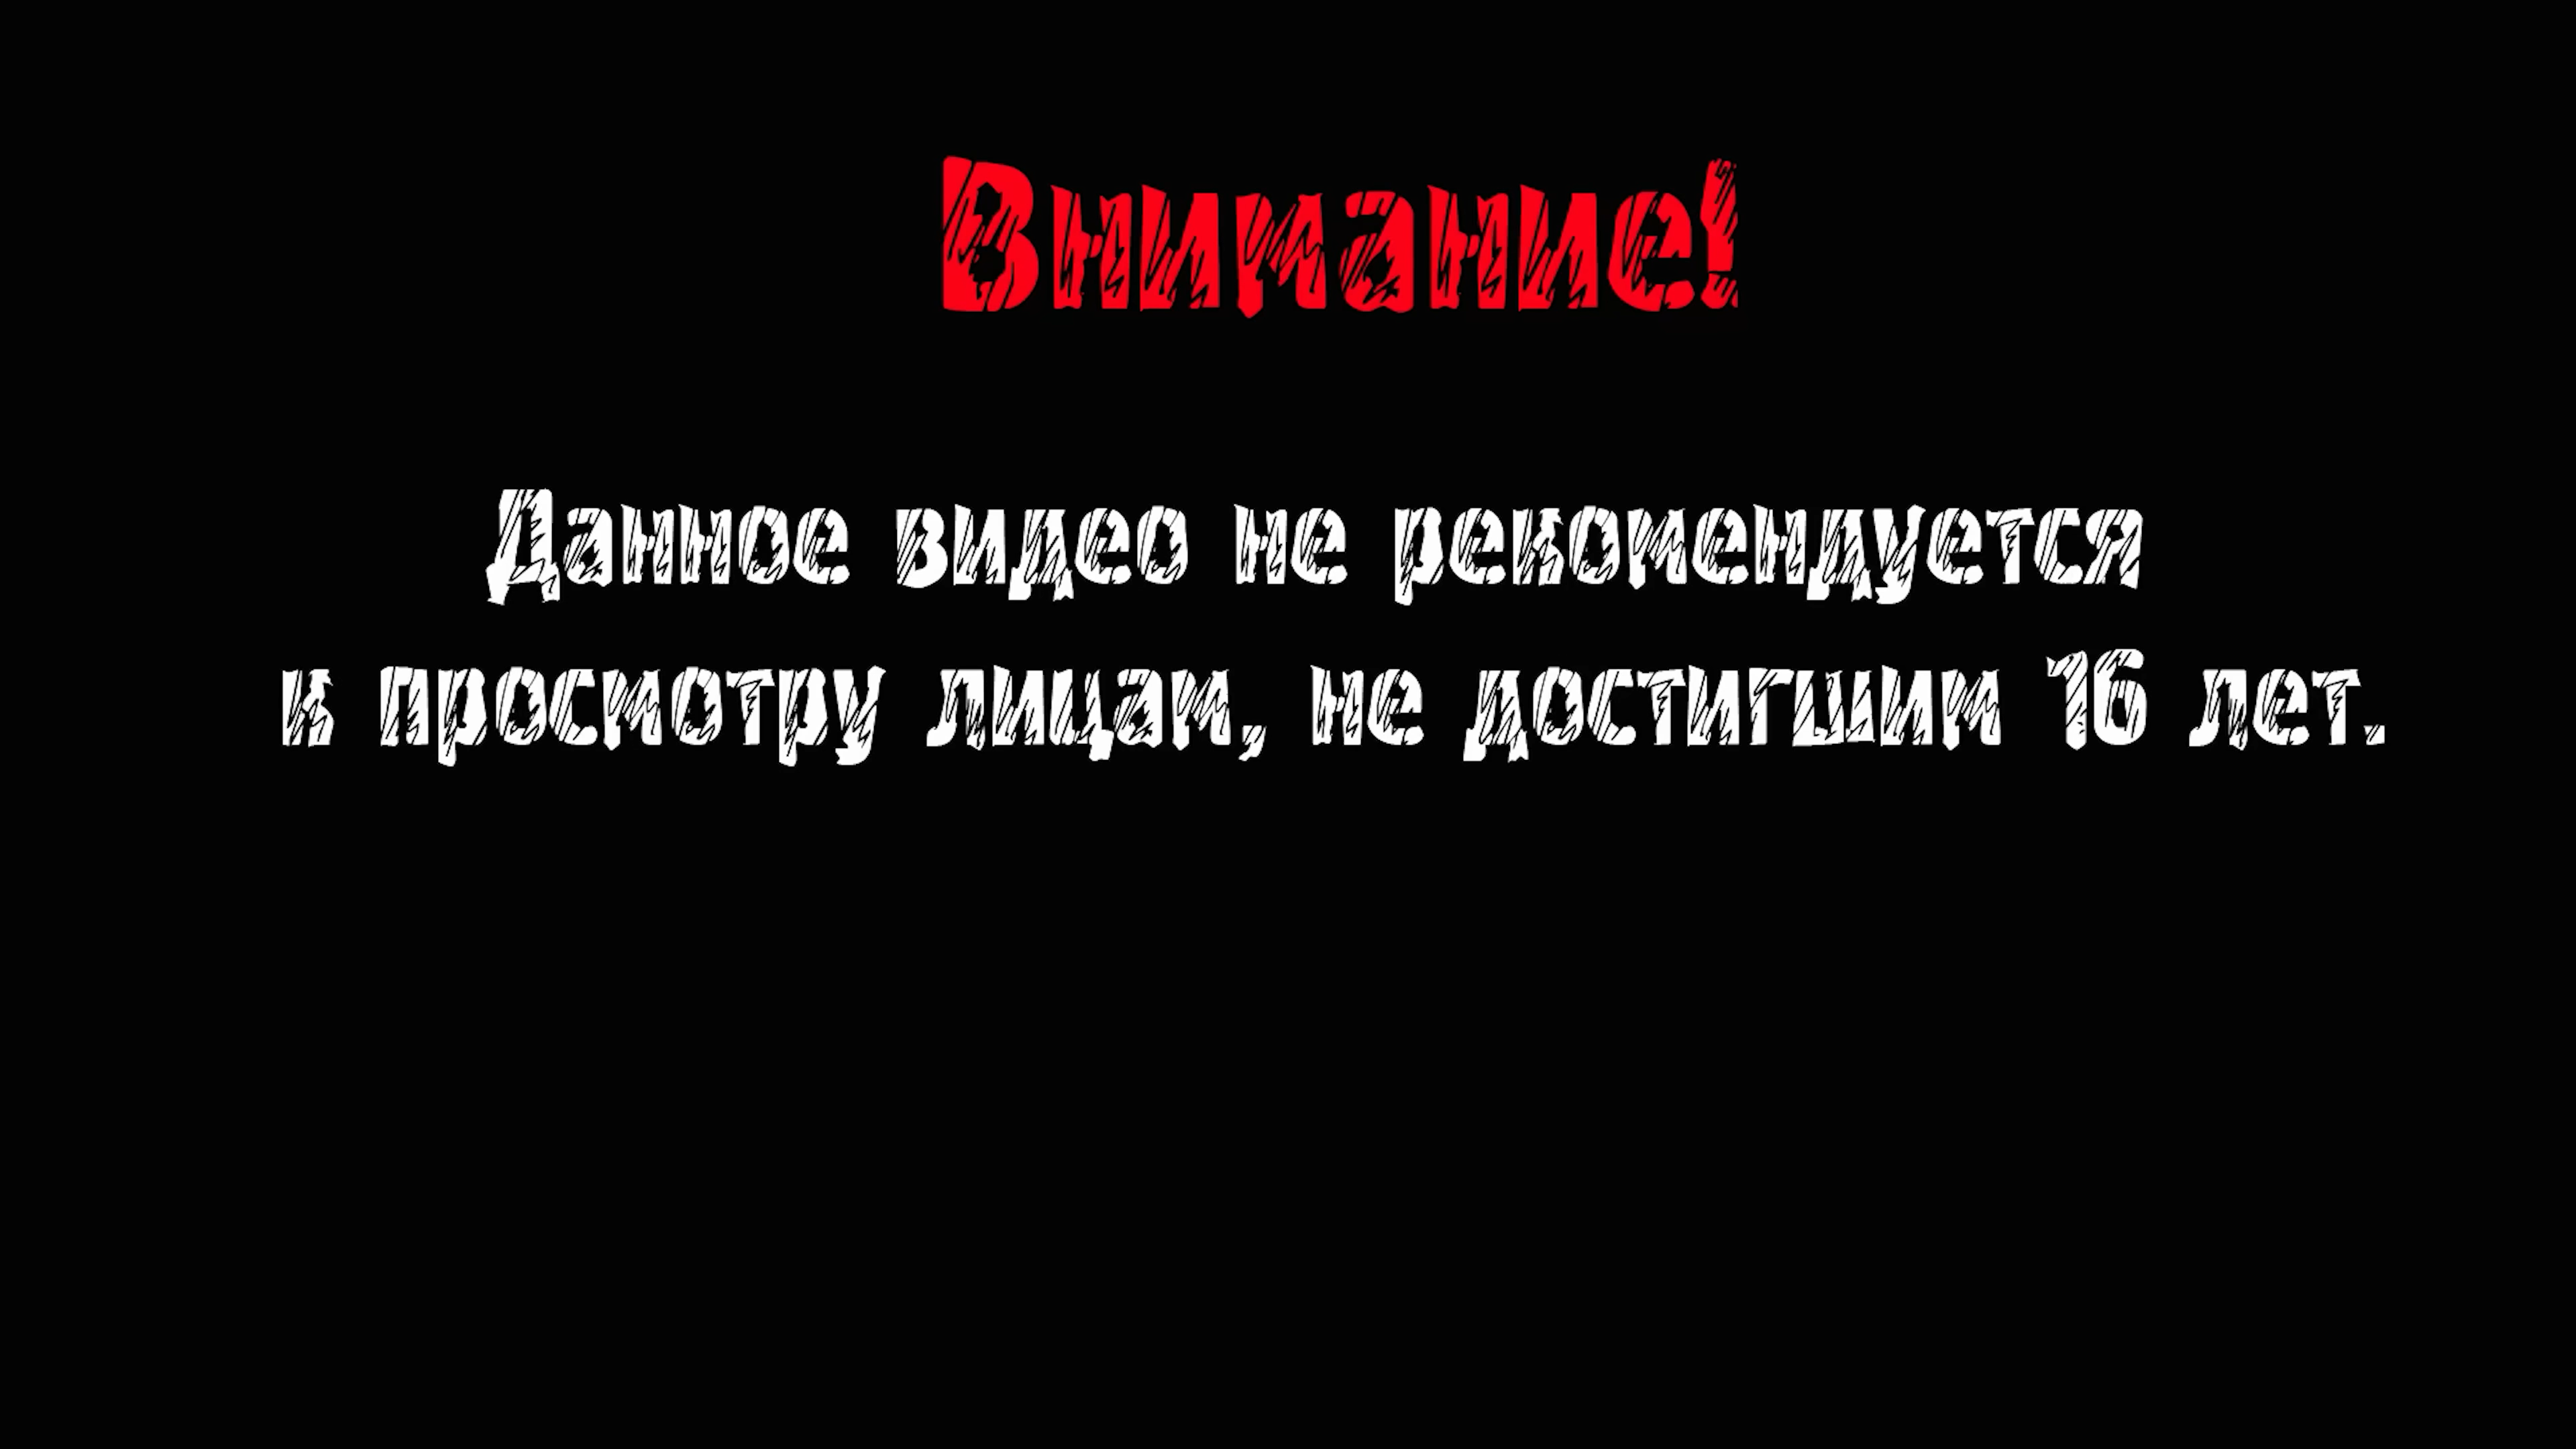 Внимание!
Данное видео не рекомендуется
к просмотру лицам, не достигшим 16 лет.